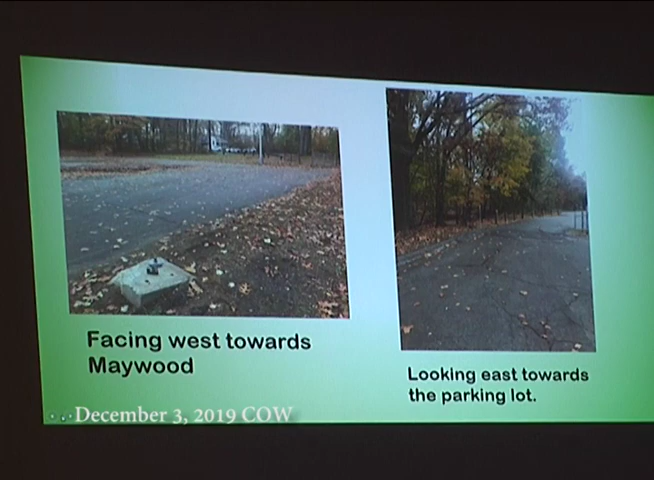 Facing west towards
Maywood
Looking east towards
the parking lot.
December 3, 2019 COW